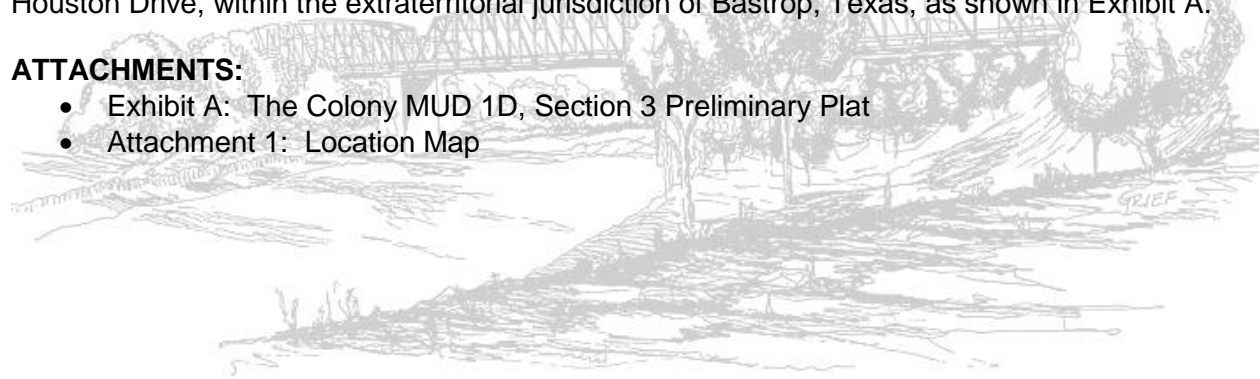 Houston Drive, within the extraterritorial jurisdiction of Bastrop, Texas, as shown in Exhibit A.
ATTACHMENTS:
• Exhibit A: The Colony MUD 1D, Section 3 Preliminary Plat
• Attachment 1: Location Map
GRIEF